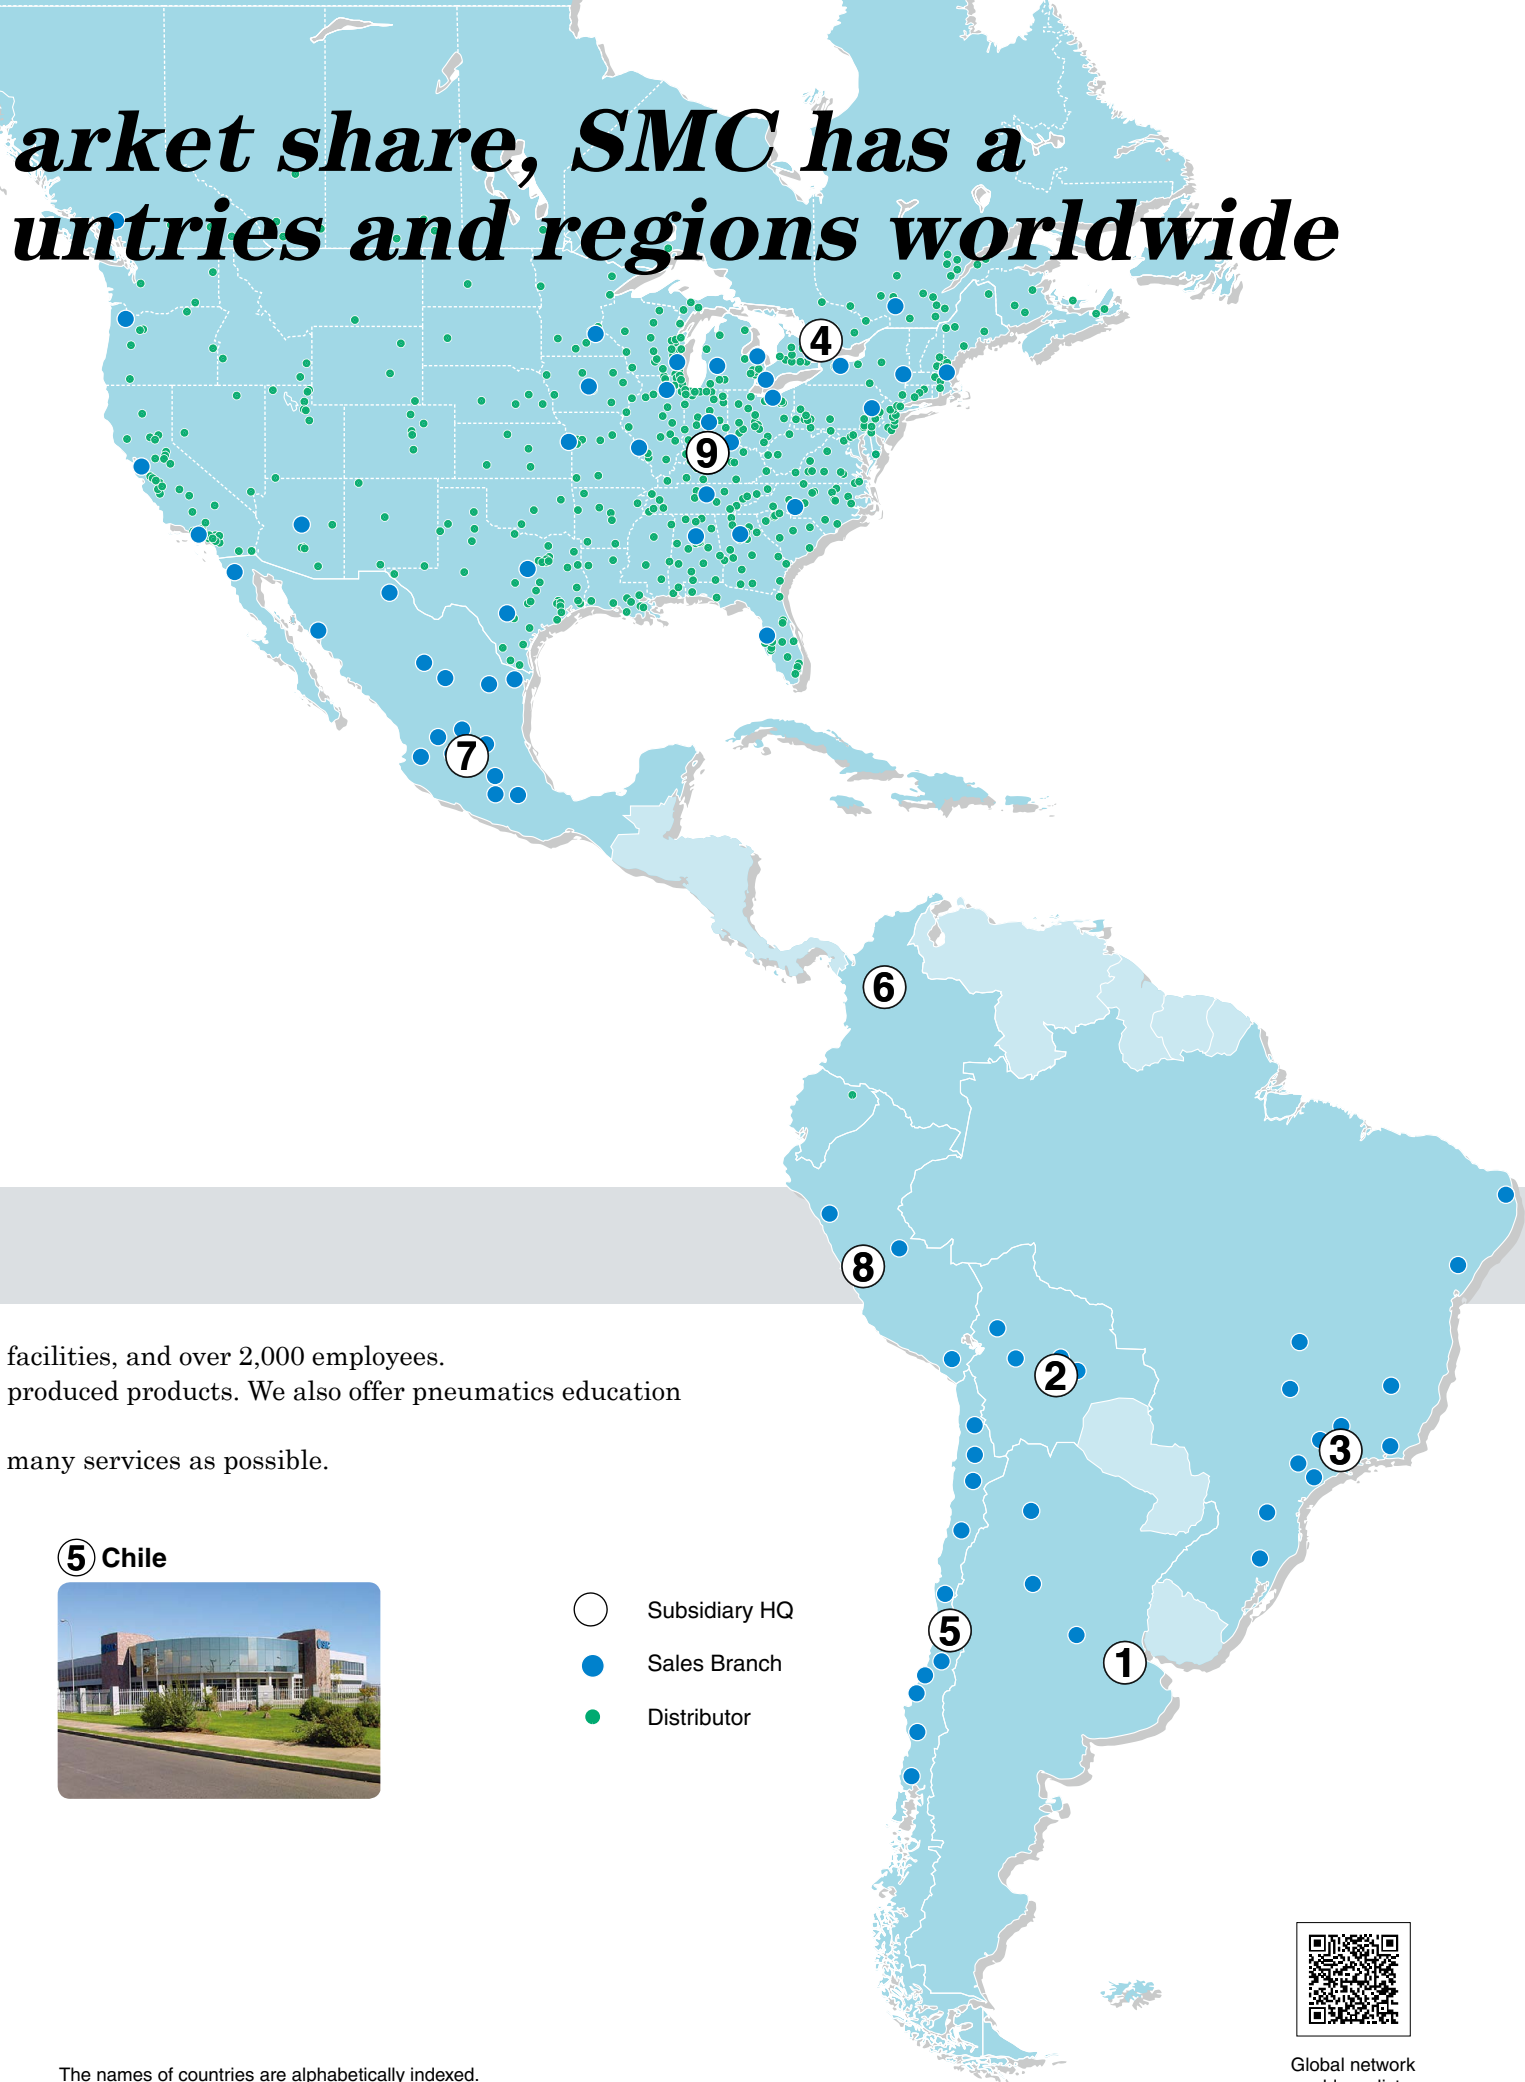 arket share, SMC has a
untries and regions worldwide
4
9
7
6
8
2
3
5
1
facilities, and over 2,000 employees.
produced products. We also offer pneumatics education
many services as possible.
5 Chile
Subsidiary HQ
Sales Branch
Distributor
The names of countries are alphabetically indexed.
Global network